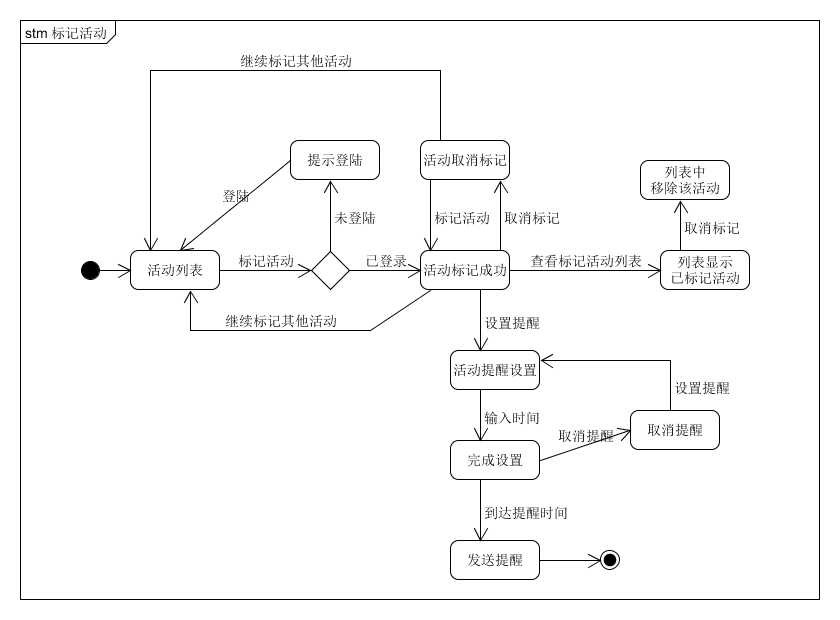 stm 标记活动
继续标记其他活动
提示登陆
活动取消标记
列表中
移除该活动
登陆
未登陆
标记活动
取消标记
取消标记
活动列表
标记活动
已登录
活动标记成功
查看标记活动列表
列表显示
已标记活动
继续标记其他活动
设置提醒
活动提醒设置
设置提醒
输入时间
取消提醒
取消提醒
完成设置
到达提醒时间
发送提醒